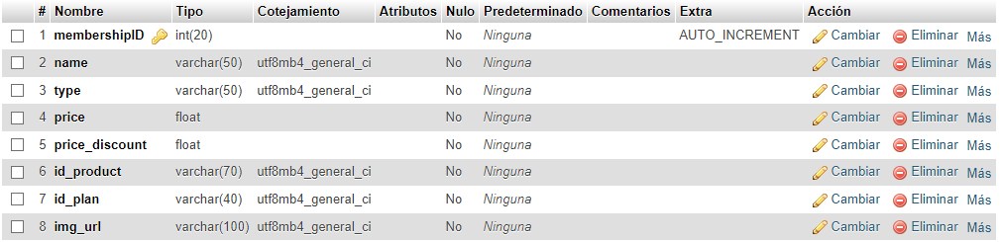 # Nombre Tipo Cotejamiento Atributos Nulo Predeterminado Comentarios Extra Acción
1 membershipID int(20) No Ninguna AUTO_INCREMENT Cambiar Eliminar Más
2 name varchar(50) utf8mb4_general_ci No Ninguna Cambiar Eliminar Más
3 type varchar(50) utf8mb4_general_ci No Ninguna Cambiar Eliminar Más
4 price float No Ninguna Cambiar Eliminar Más
5 price_discount float No Ninguna Cambiar Eliminar Más
6 id_product varchar(70) utf8mb4_general_ci No Ninguna Cambiar Eliminar Más
7 id_plan varchar(40) utf8mb4_general_ci No Ninguna Cambiar Eliminar Más
8 img_url varchar(100) utf8mb4_general_ci No Ninguna Cambiar Eliminar Más